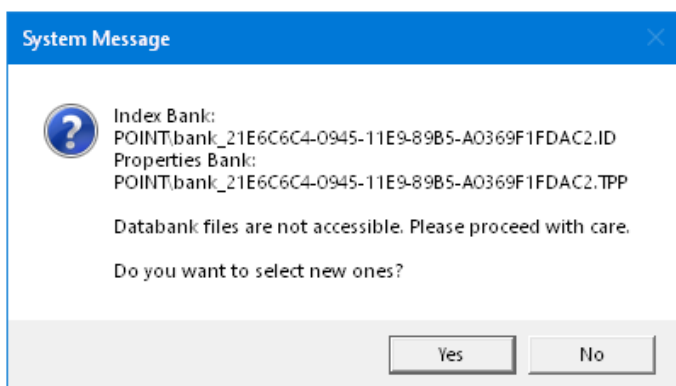 System Message
Index Bank:
POINT\bank_21E6C6C4-0945-11E9-89B5-A0369F1FDAC2.ID
Properties Bank:
POINT\bank_21E6C6C4-0945-11E9-89B5-A0369F1FDAC2.TPP
Databank files are not accessible. Please proceed with care.
Do you want to select new ones?
Yes
No